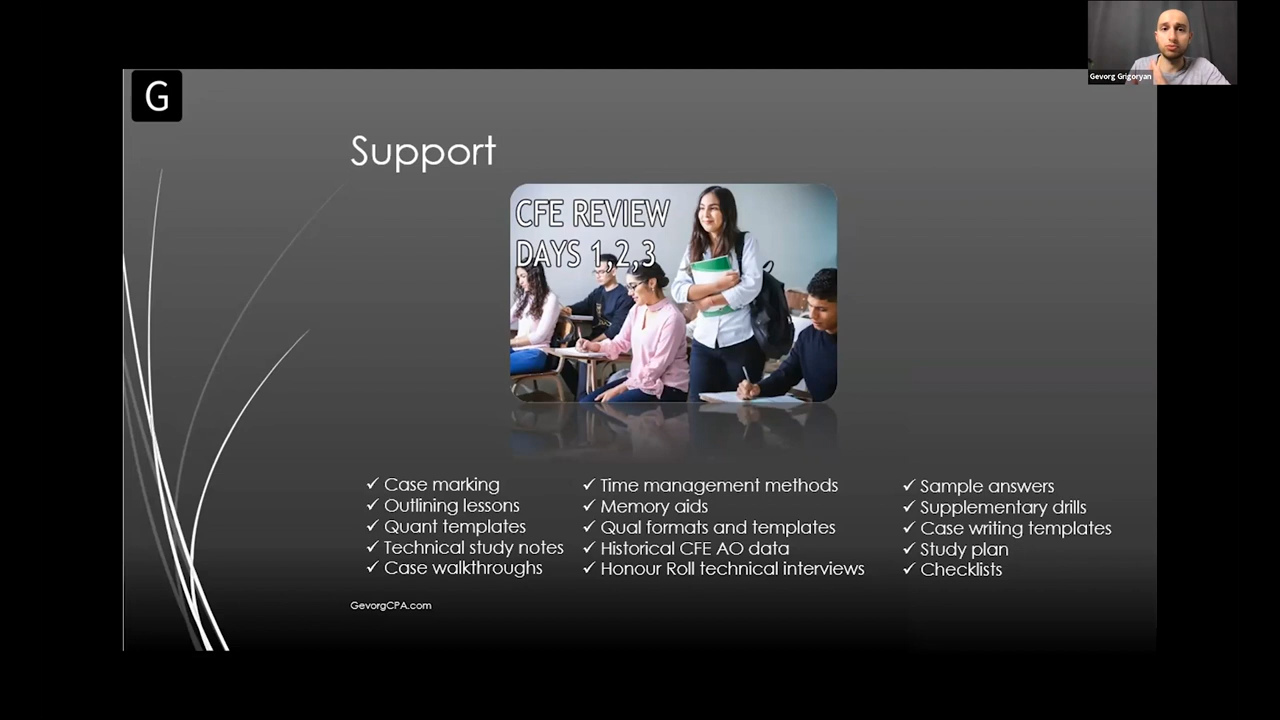 Gevorg Grigoryan
G
Support
CFE REVIEW
DAYS 1,2,3
✓ Case marking
✓ Outlining lessons
✓ Quant templates
✓ Technical study notes
✓ Case walkthroughs
✓ Time management methods
✓ Memory aids
✓ Qual formats and templates
✓ Historical CFE AO data
✓ Honour Roll technical interviews
✓ Sample answers
✓ Supplementary drills
✓ Case writing templates
✓ Study plan
✓ Checklists
GevorgCPA.com